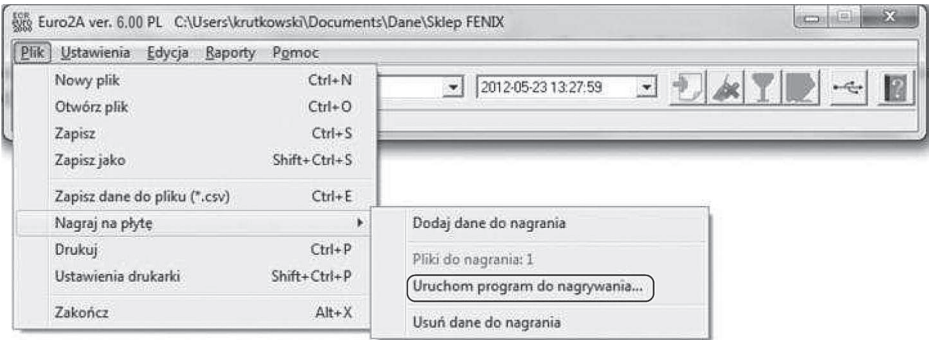 Euro2A ver. 6.00 PL C:\Users\krutkowski\Documents\Dane\Sklep FENIX
Plik Ustawienia Edycja Raporty Pomoc
2012-05-23 13:27:59
Nowy plik Ctrl+N
Otwórz plik Ctrl+O
Zapisz Ctrl+S
Zapisz jako Shift+Ctrl+S
Zapisz dane do pliku (*.csv) Ctrl+E
Nagraj na płytę
Drukuj Ctrl+P
Ustawienia drukarki Shift+Ctrl+P
Zakończ Alt+X
Dodaj dane do nagrania
Pliki do nagrania: 1
Uruchom program do nagrywania...
Usuń dane do nagrania